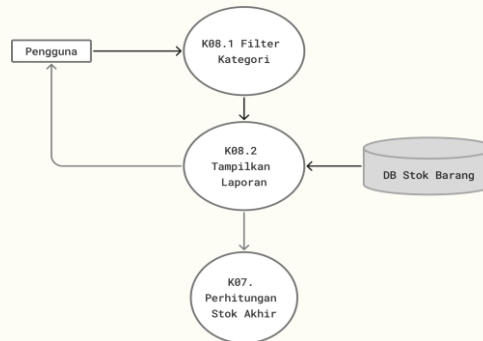 Pengguna
K08.1 Filter
Kategori
K08.2
Tampilkan
Laporan
DB Stok Barang
K07.
Perhitungan
Stok Akhir